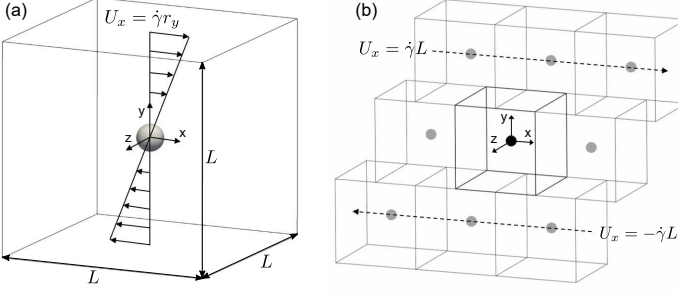 (a)
U_x = γ̇r_y
y
z
x
L
L
L
(b)
U_x = γ̇L
y
z
x
U_x = −γ̇L